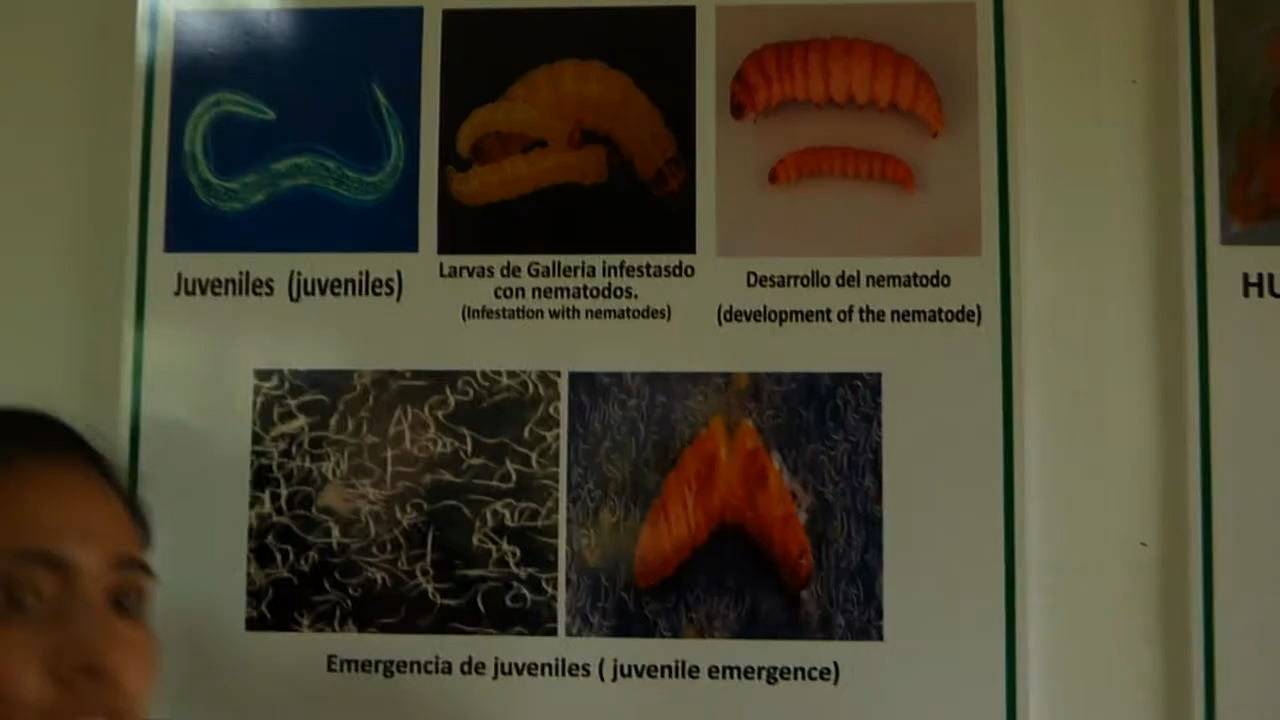 Juveniles (juveniles)
Larvas de Galleria infestasdo
con nematodos.
(Infestation with nematodes)
Desarrollo del nematodo
(development of the nematode)
Emergencia de juveniles ( juvenile emergence)